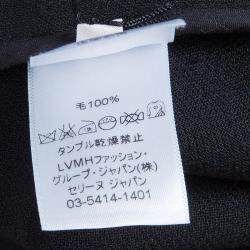 毛100%
タンブル乾燥禁止
LVMHファッション・
グループ・ジャパン(株)
セリーヌ ジャパン
03-5414-1401